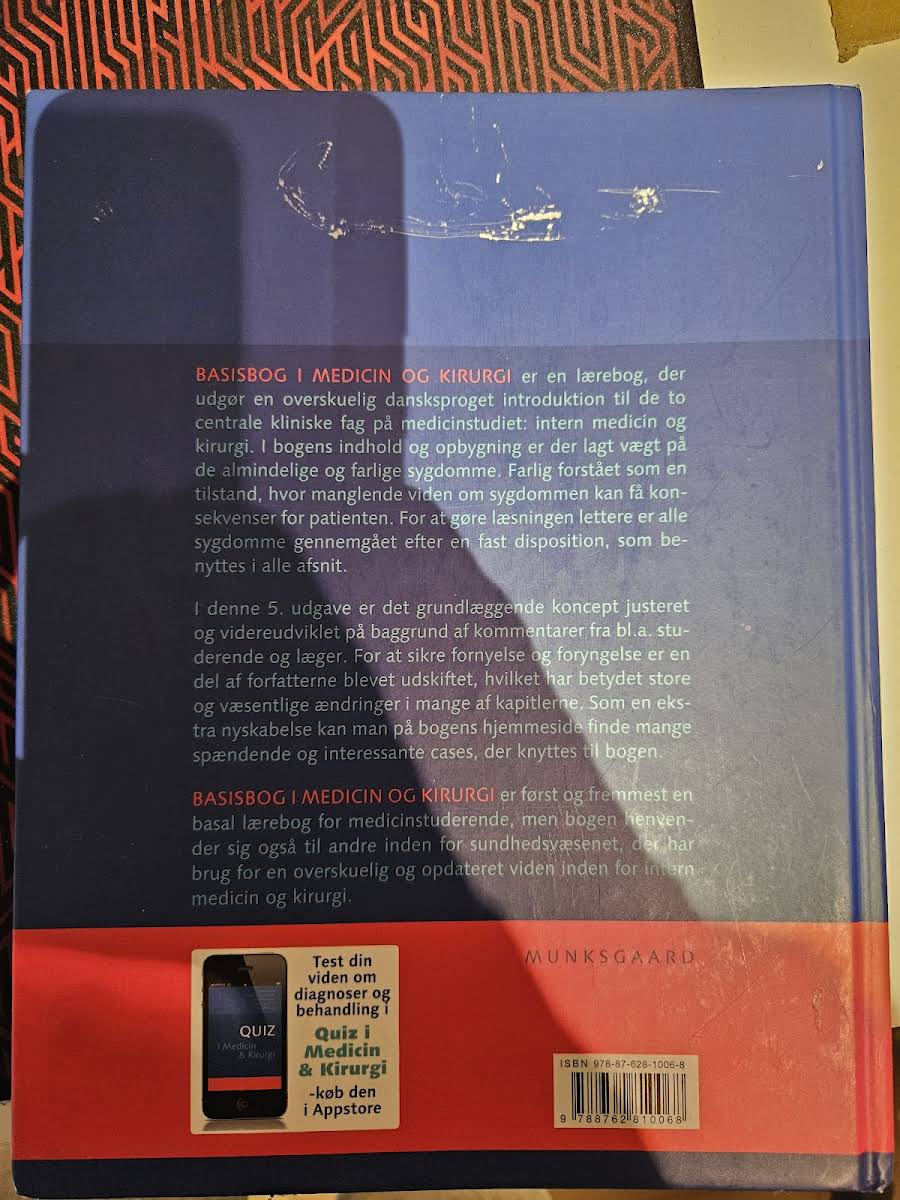 BASISBOG I MEDICIN OG KIRURGI er en lærebog, der
udgør en overskuelig dansksproget introduktion til de to
centrale kliniske fag på medicinstudiet: intern medicin og
kirurgi. I bogens indhold og opbygning er der lagt vægt på
de almindelige og farlige sygdomme. Farlig forstået som en
tilstand, hvor manglende viden om sygdommen kan få kon-
sekvenser for patienten. For at gøre læsningen lettere er alle
sygdomme gennemgået efter en fast disposition, som be-
nyttes i alle afsnit.
I denne 5. udgave er det grundlæggende koncept justeret
og videreudviklet på baggrund af kommentarer fra bl.a. stu-
derende og læger. For at sikre fornyelse og foryngelse er en
del af forfatterne blevet udskiftet, hvilket har betydet store
og væsentlige ændringer i mange af kapitlerne. Som en eks-
tra nyskabelse kan man på bogens hjemmeside finde mange
spændende og interessante cases, der knyttes til bogen.
BASISBOG I MEDICIN OG KIRURGI er først og fremmest en
basal lærebog for medicinstuderende, men bogen henven-
der sig også til andre inden for sundhedsvæsenet, der har
brug for en overskuelig og opdateret viden inden for intern
medicin og kirurgi.
MUNKSGAARD
Test din
viden om
diagnoser og
behandling i
Quiz i
Medicin
& Kirurgi
-køb den
i Appstore
QUIZ
I Medicin
& Kirurgi
ISBN 978-87-628-1006-8
9 788762 810068